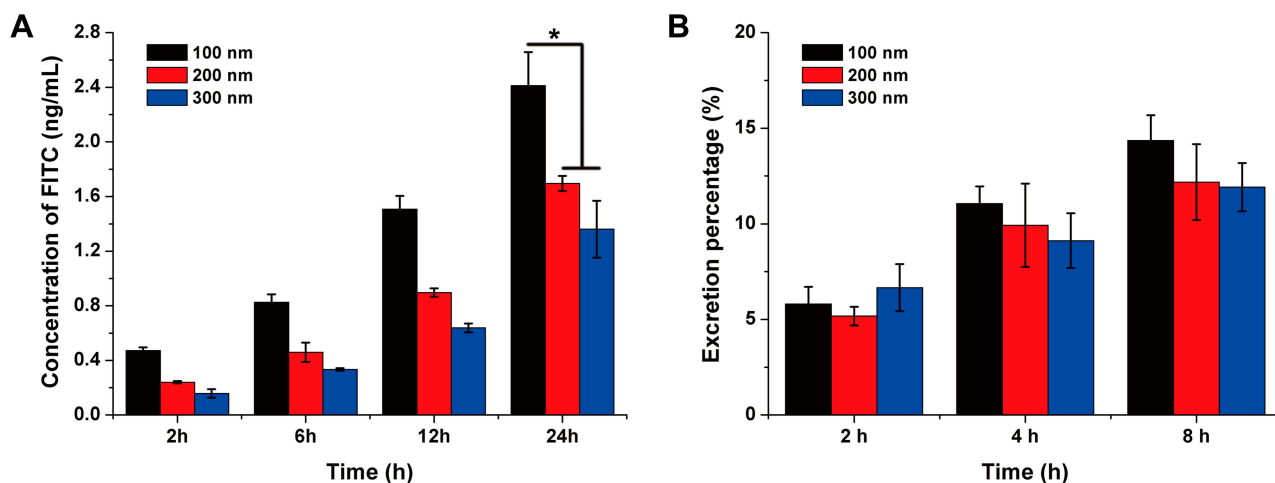 A
Concentration of FITC (ng/mL)
2.8
2.4
2.0
1.6
1.2
0.8
0.4
0.0
100 nm
200 nm
300 nm
*
2h 6h 12h 24h
Time (h)
B
Excretion percentage (%)
20
15
10
5
0
100 nm
200 nm
300 nm
2 h 4 h 8 h
Time (h)